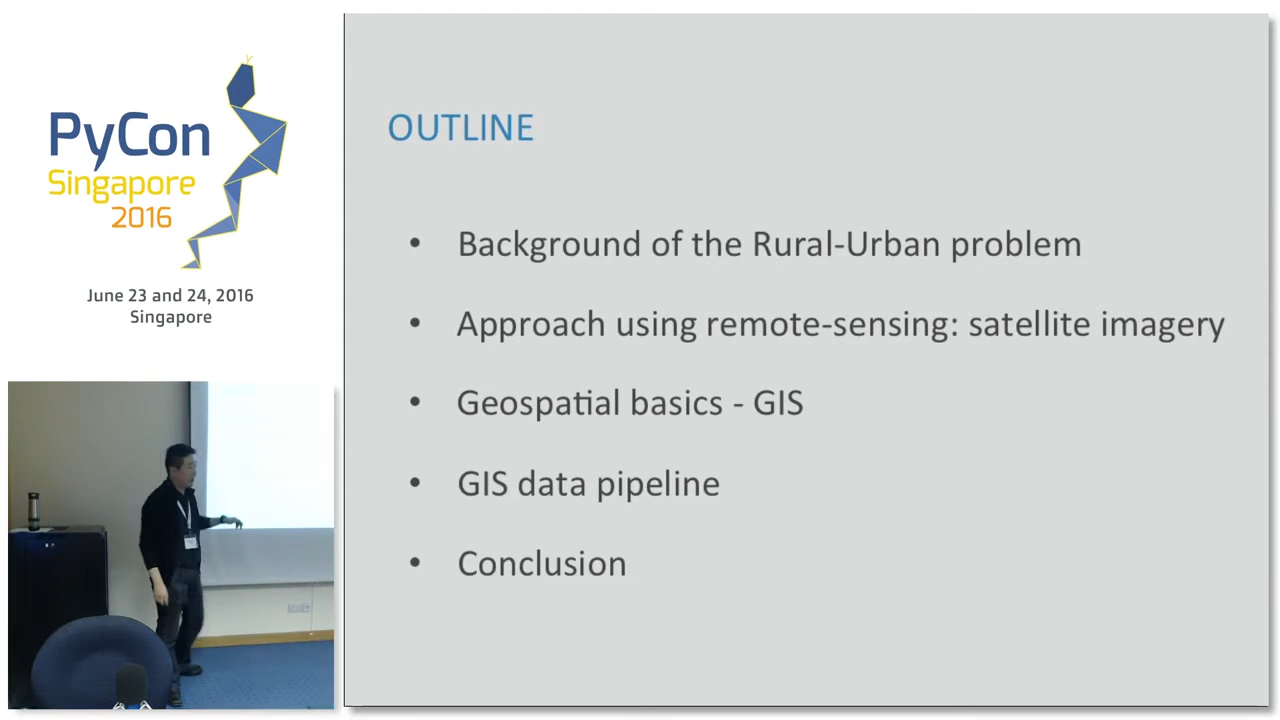 PyCon
Singapore
2016
June 23 and 24, 2016
Singapore
OUTLINE
• Background of the Rural-Urban problem
• Approach using remote-sensing: satellite imagery
• Geospatial basics - GIS
• GIS data pipeline
• Conclusion